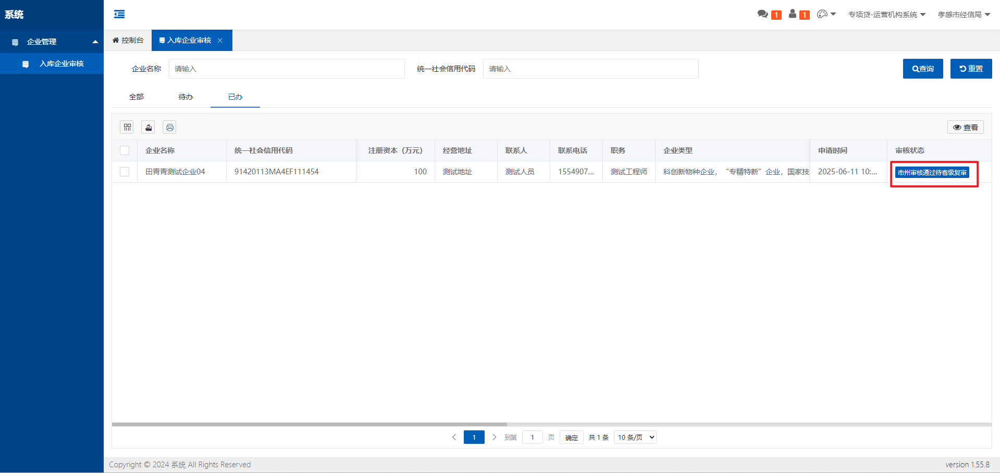 系统
1
1
专项贷-运营机构系统
孝感市经信局
企业管理
入库企业审核
控制台
入库企业审核
企业名称
请输入
统一社会信用代码
请输入
查询
重置
全部
待办
已办
查看
企业名称
统一社会信用代码
注册资本（万元）
经营地址
联系人
联系电话
职务
企业类型
申请时间
审核状态
田青青测试企业04
91420113MA4EF111454
100
测试地址
测试人员
1554907...
测试工程师
科创新物种企业，“专精特新”企业，国家技
2025-06-11 10:...
市州审核通过待省级复审
1
到第
1
页
确定
共 1 条
10 条/页
Copyright © 2024 系统 All Rights Reserved
version 1.55.8